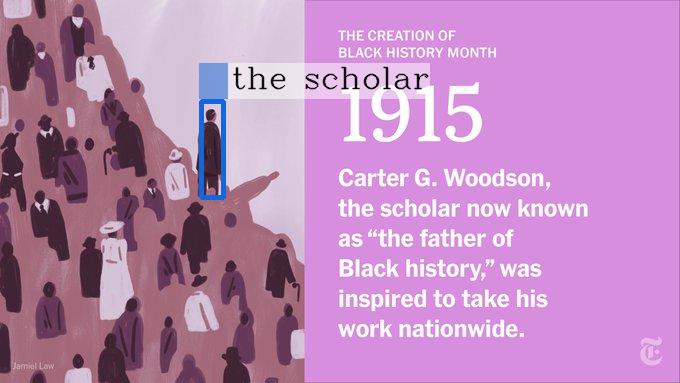 THE CREATION OF
BLACK HISTORY MONTH
the scholar
1915
Carter G. Woodson,
the scholar now known
as “the father of
Black history,” was
inspired to take his
work nationwide.
Jamiel Law
T